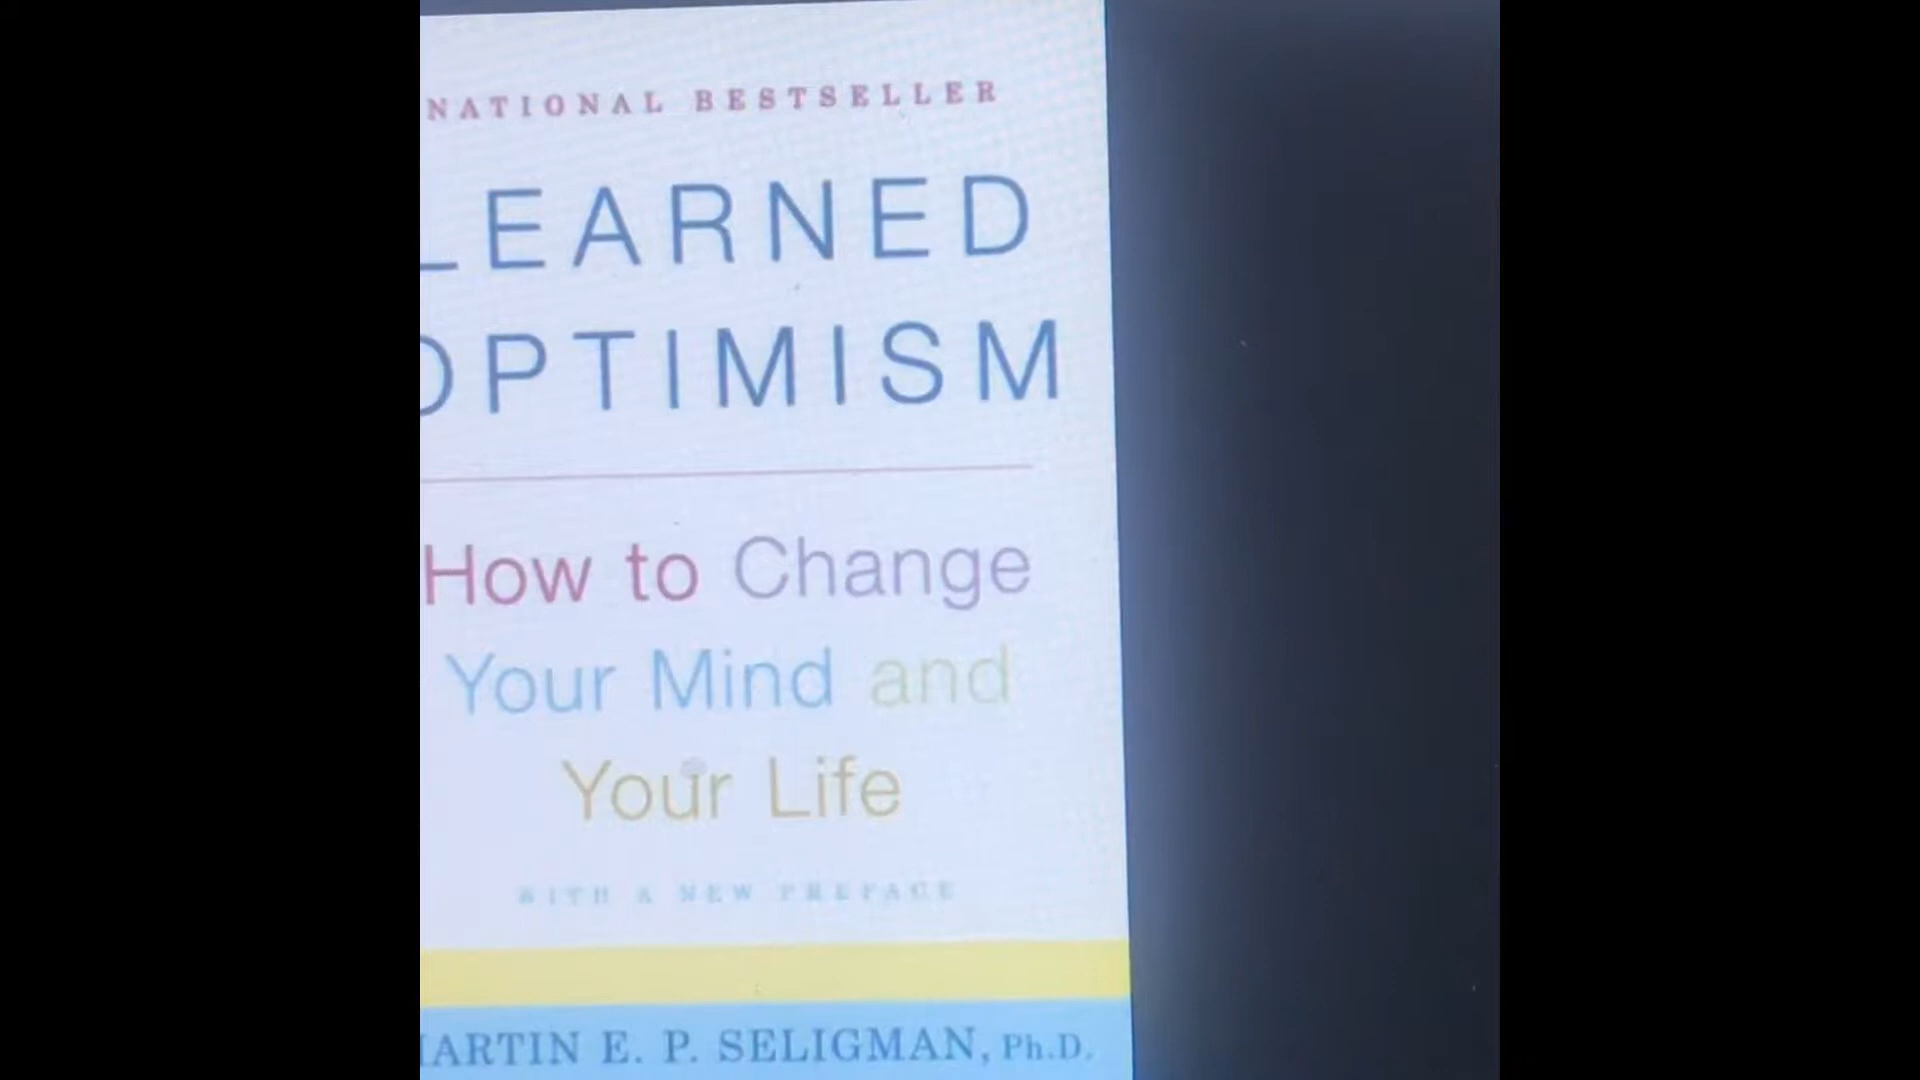 NATIONAL BESTSELLER
LEARNED
OPTIMISM
How to Change
Your Mind and
Your Life
WITH A NEW PREFACE
MARTIN E. P. SELIGMAN, Ph.D.